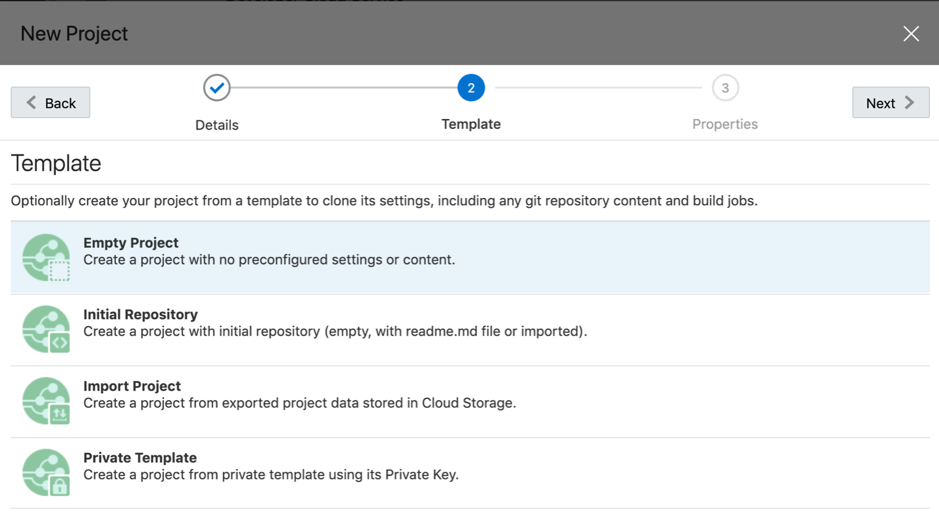 New Project
Back
2
3
Next
Details
Template
Properties
Template
Optionally create your project from a template to clone its settings, including any git repository content and build jobs.
Empty Project
Create a project with no preconfigured settings or content.
Initial Repository
Create a project with initial repository (empty, with readme.md file or imported).
Import Project
Create a project from exported project data stored in Cloud Storage.
Private Template
Create a project from private template using its Private Key.